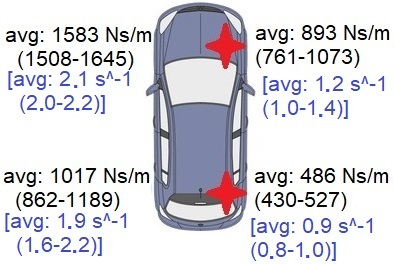 avg: 1583 Ns/m
(1508-1645)
[avg: 2.1 s^-1
(2.0-2.2)]
avg: 893 Ns/m
(761-1073)
[avg: 1.2 s^-1
(1.0-1.4)]
avg: 1017 Ns/m
(862-1189)
[avg: 1.9 s^-1
(1.6-2.2)]
avg: 486 Ns/m
(430-527)
[avg: 0.9 s^-1
(0.8-1.0)]